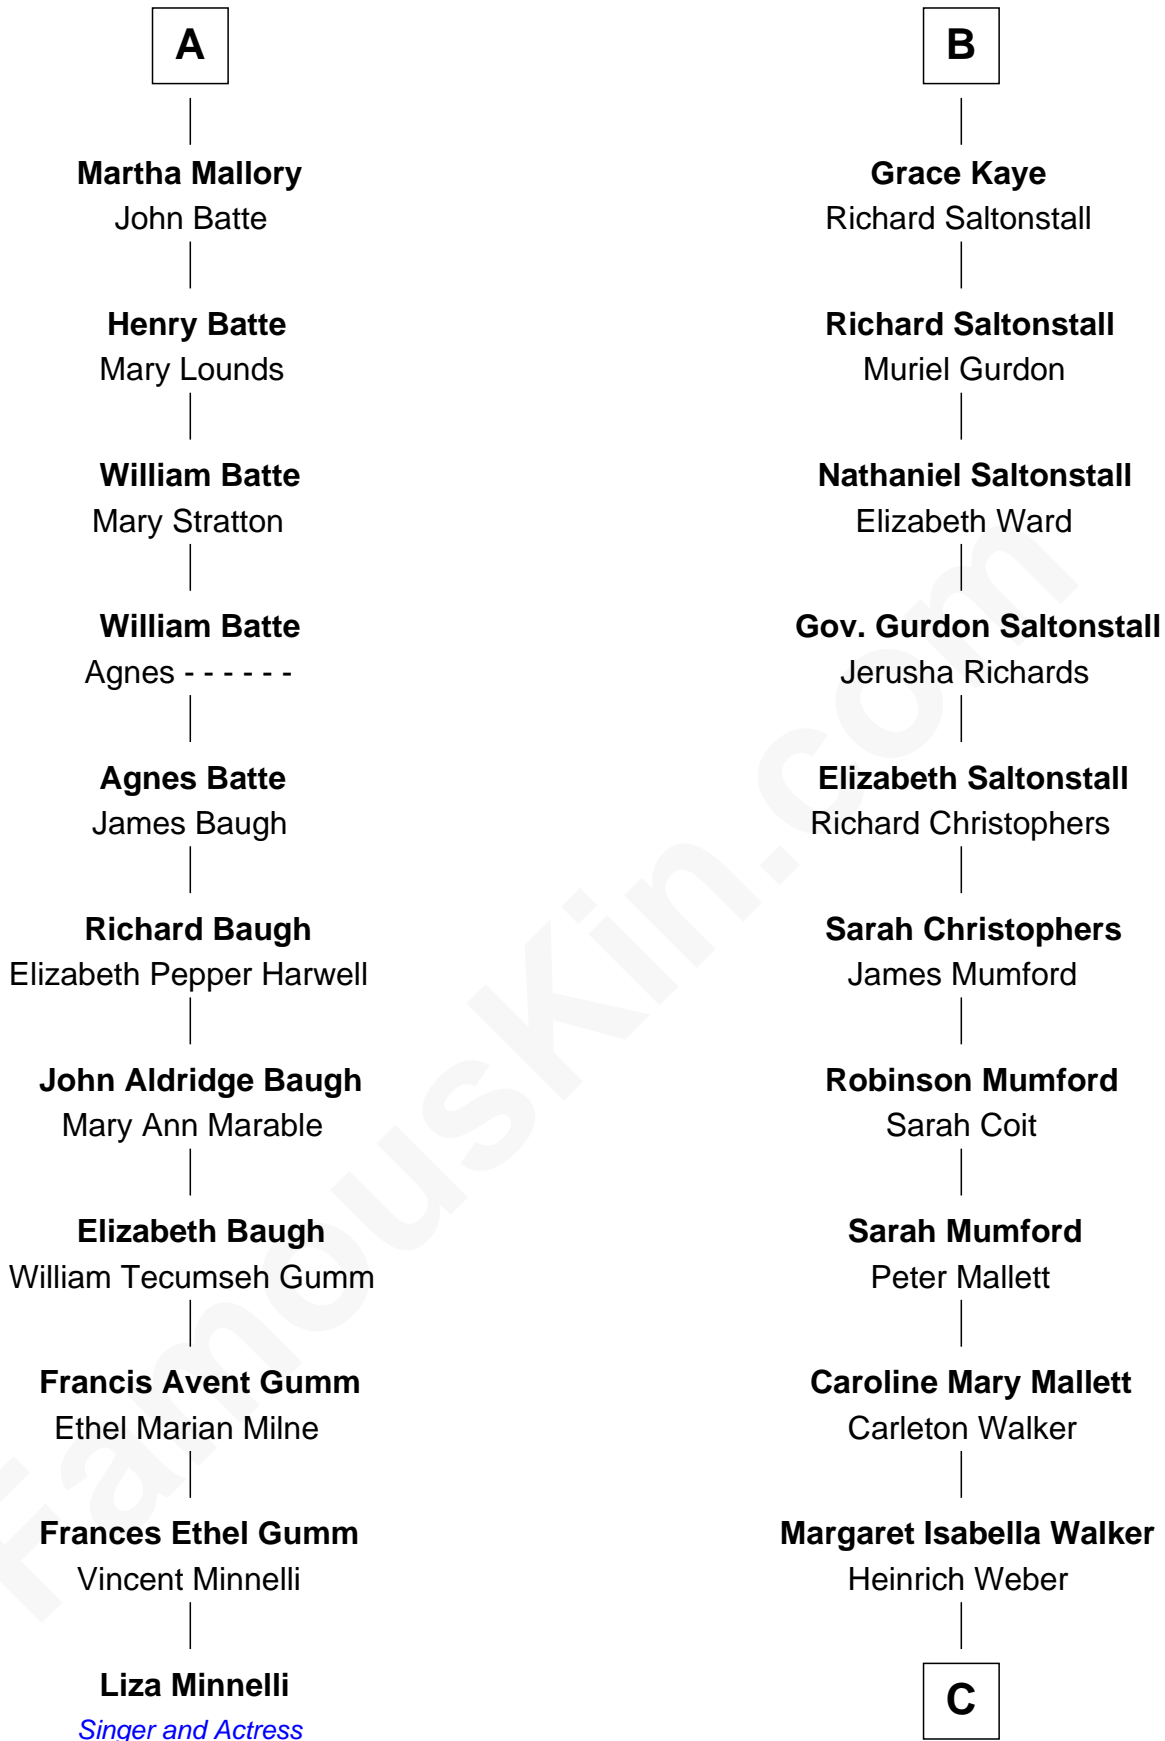 A
Martha Mallory
John Batte
Henry Batte
Mary Lounds
William Batte
Mary Stratton
William Batte
Agnes - - - - - -
Agnes Batte
James Baugh
Richard Baugh
Elizabeth Pepper Harwell
John Aldridge Baugh
Mary Ann Marable
Elizabeth Baugh
William Tecumseh Gumm
Francis Avent Gumm
Ethel Marian Milne
Frances Ethel Gumm
Vincent Minnelli
Liza Minnelli
Singer and Actress
B
Grace Kaye
Richard Saltonstall
Richard Saltonstall
Muriel Gurdon
Nathaniel Saltonstall
Elizabeth Ward
Gov. Gurdon Saltonstall
Jerusha Richards
Elizabeth Saltonstall
Richard Christophers
Sarah Christophers
James Mumford
Robinson Mumford
Sarah Coit
Sarah Mumford
Peter Mallett
Caroline Mary Mallett
Carleton Walker
Margaret Isabella Walker
Heinrich Weber
C
FamousKin.com